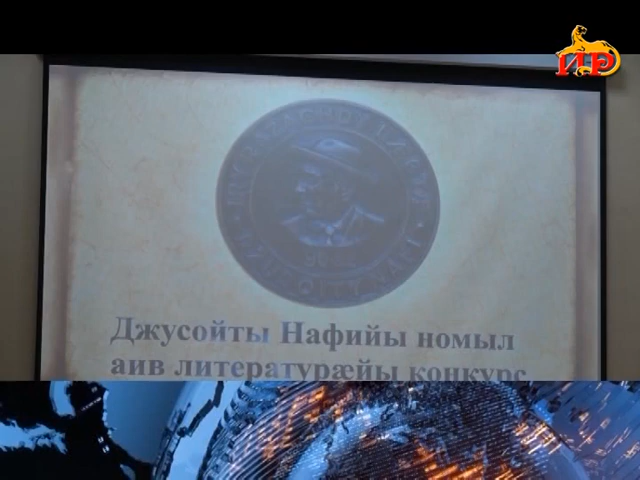 ИР
Джусойты Нафийы номыл
аив литературæйы конкурс